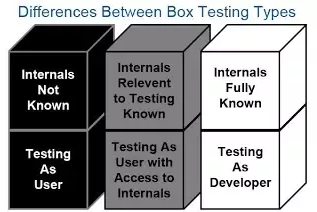 Differences Between Box Testing Types
Internals
Not
Known
Internals
Relevent
to Testing
Known
Internals
Fully
Known
Testing
As
User
Testing As
User with
Access to
Internals
Testing
As
Developer